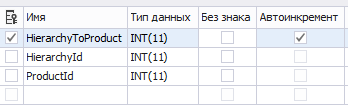 Имя Тип данных Без знака Автоинкремент
HierarchyToProduct INT(11)
HierarchyId INT(11)
ProductId INT(11)